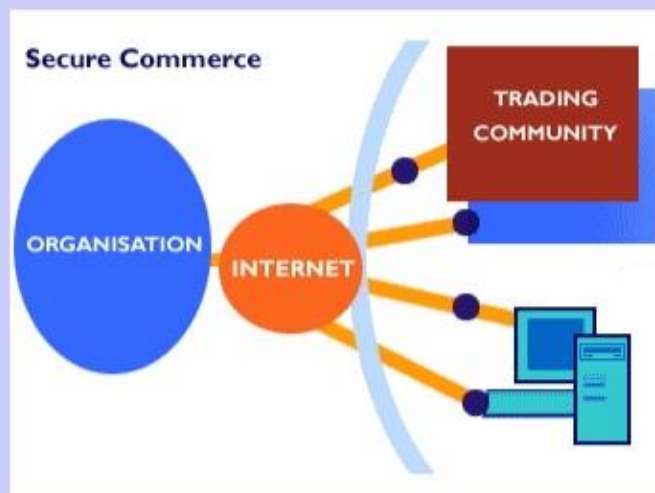 Secure Commerce
TRADING
COMMUNITY
ORGANISATION
INTERNET